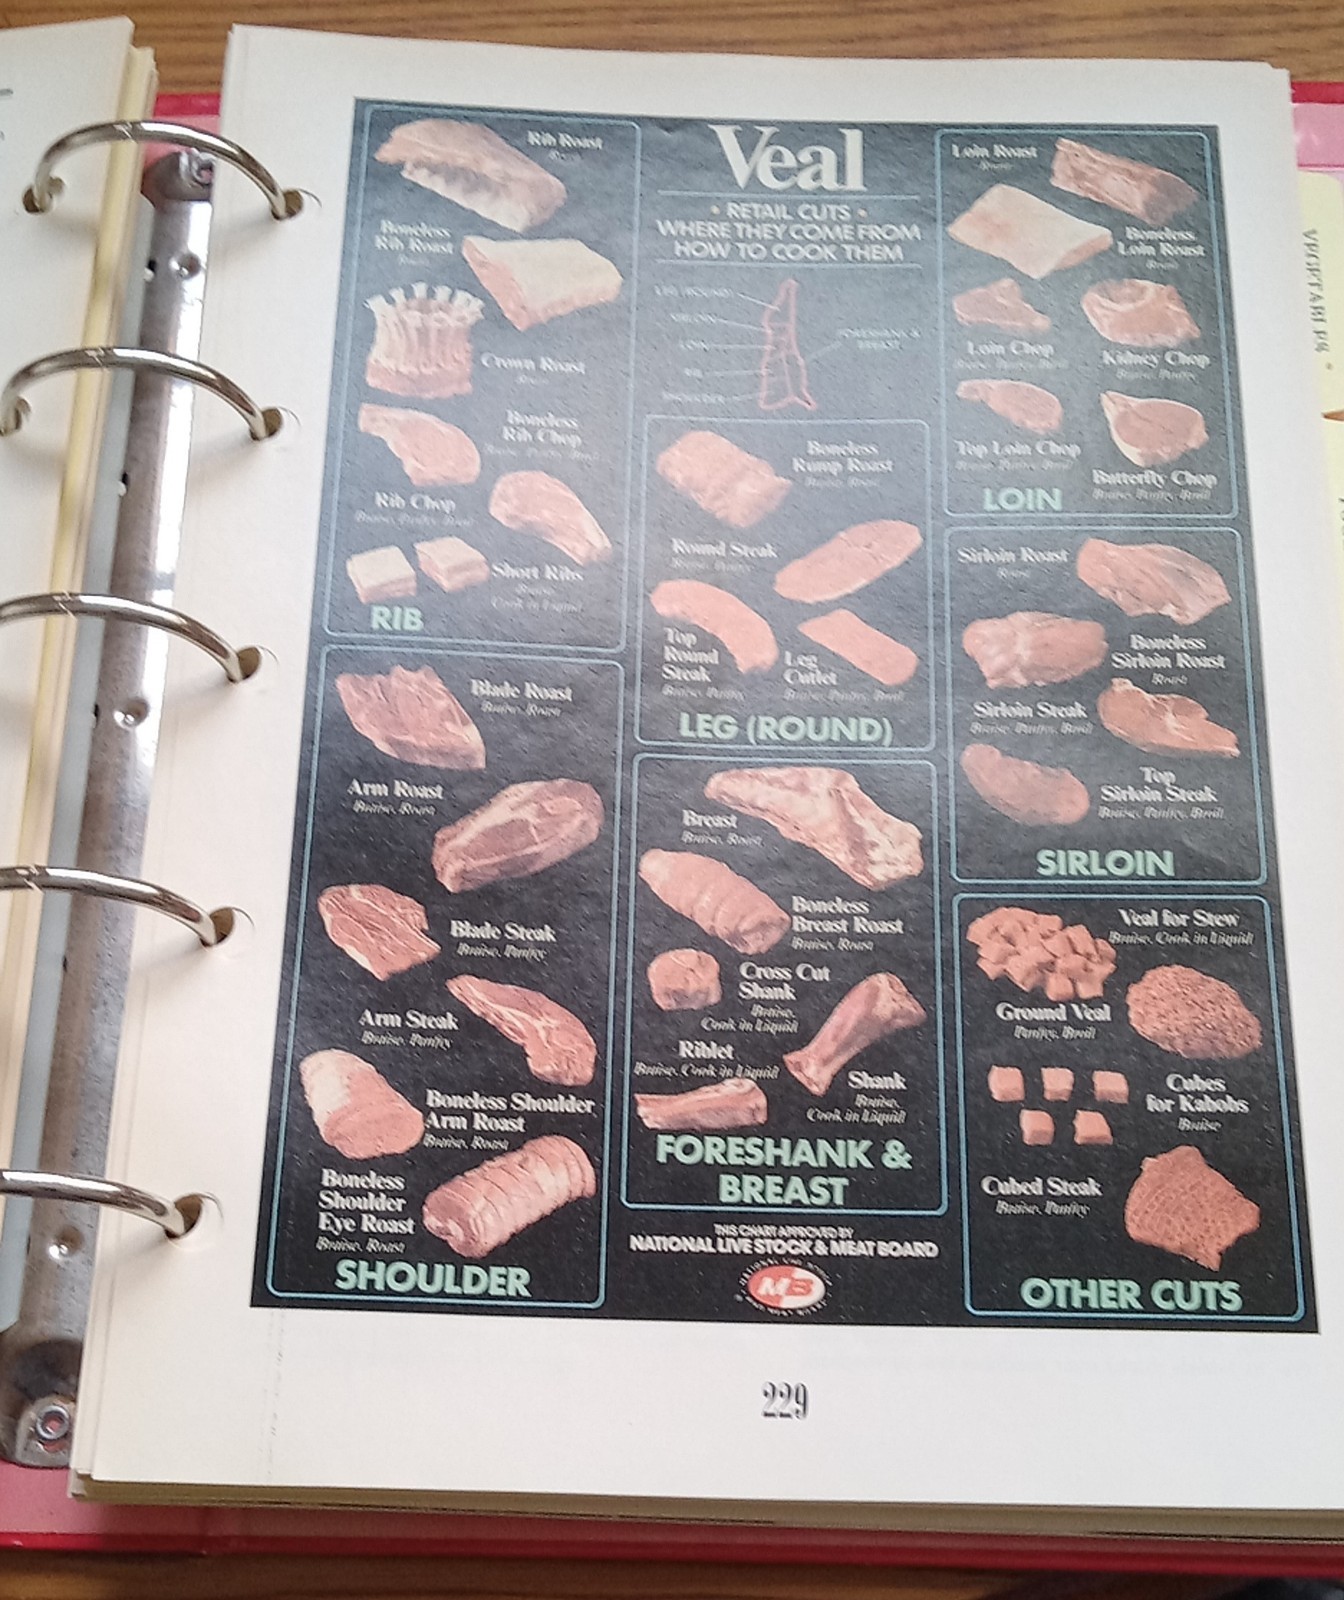 Veal
• RETAIL CUTS •
WHERE THEY COME FROM
HOW TO COOK THEM
LEG (ROUND)
SIRLOIN
LOIN
RIB
SHOULDER
FORESHANK &
BREAST
Rib Roast
Roast
Boneless
Rib Roast
Crown Roast
Roast
Boneless
Rib Chop
Braise, Panfry, Broil
Rib Chop
Braise, Panfry, Broil
Short Ribs
Braise,
Cook in Liquid
RIB
Blade Roast
Braise, Roast
Arm Roast
Braise, Roast
Blade Steak
Braise, Panfry
Arm Steak
Braise, Panfry
Boneless Shoulder
Arm Roast
Braise, Roast
Boneless
Shoulder
Eye Roast
Braise, Roast
SHOULDER
Boneless
Rump Roast
Braise, Roast
Round Steak
Braise, Panfry
Top
Round
Steak
Braise, Panfry
Leg
Cutlet
Braise, Panfry, Broil
LEG (ROUND)
Breast
Braise, Roast
Boneless
Breast Roast
Braise, Roast
Cross Cut
Shank
Braise,
Cook in Liquid
Riblet
Braise, Cook in Liquid
Shank
Braise,
Cook in Liquid
FORESHANK &
BREAST
THIS CHART APPROVED BY
NATIONAL LIVE STOCK & MEAT BOARD
MB
Loin Roast
Roast
Boneless
Loin Roast
Roast
Loin Chop
Braise, Panfry, Broil
Kidney Chop
Braise, Panfry
Top Loin Chop
Braise, Panfry, Broil
Butterfly Chop
Braise, Panfry, Broil
LOIN
Sirloin Roast
Roast
Boneless
Sirloin Roast
Roast
Sirloin Steak
Braise, Panfry, Broil
Top
Sirloin Steak
Braise, Panfry, Broil
SIRLOIN
Veal for Stew
Braise, Cook in Liquid
Ground Veal
Panfry, Broil
Cubes
for Kabobs
Braise
Cubed Steak
Braise, Panfry
OTHER CUTS
229
VEGETABLES •